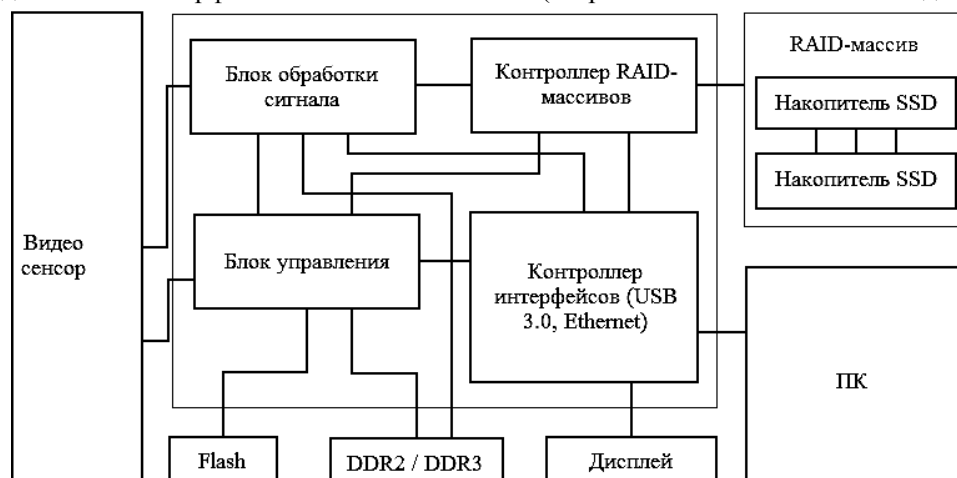 Блок обработки
сигнала
Контроллер RAID-
массивов
RAID-массив
Накопитель SSD
Накопитель SSD
Видео
сенсор
Блок управления
Контроллер
интерфейсов (USB
3.0, Ethernet)
ПК
Flash
DDR2 / DDR3
Дисплей